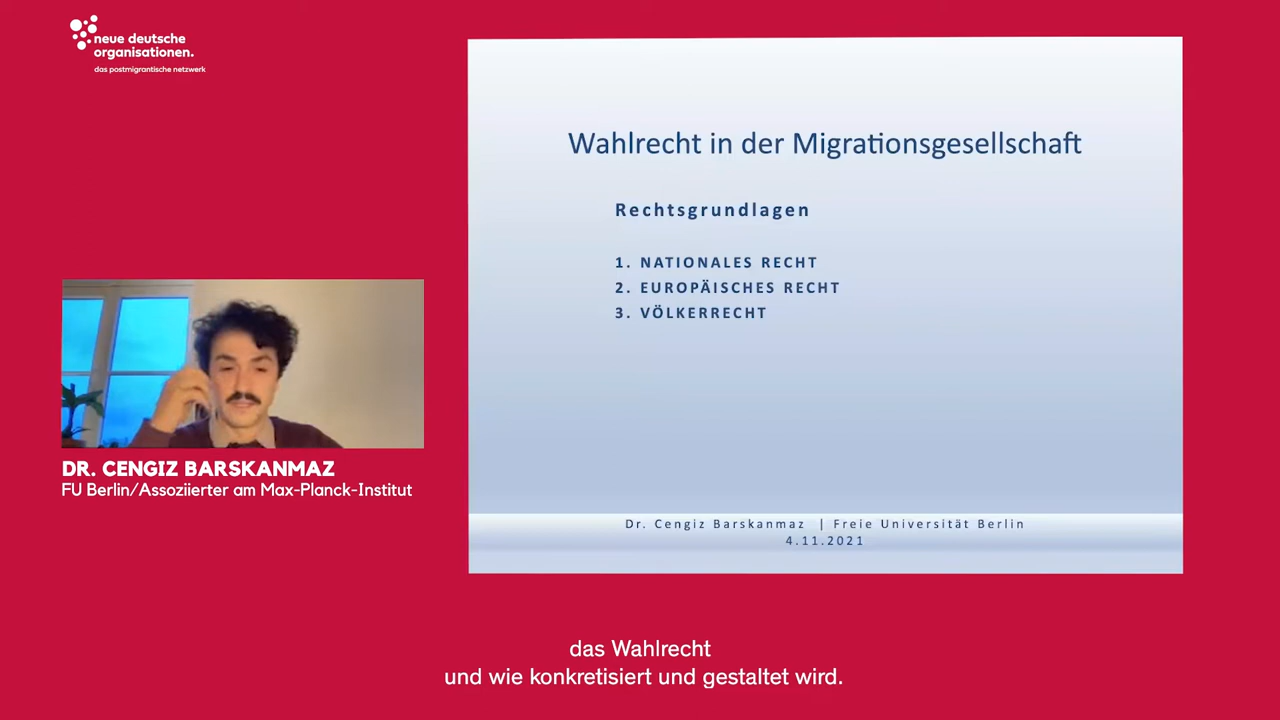 neue deutsche
organisationen.
das postmigrantische netzwerk
Wahlrecht in der Migrationsgesellschaft
Rechtsgrundlagen
1. NATIONALES RECHT
2. EUROPÄISCHES RECHT
3. VÖLKERRECHT
Dr. Cengiz Barskanmaz | Freie Universität Berlin
4.11.2021
DR. CENGIZ BARSKANMAZ
FU Berlin/Assoziierter am Max-Planck-Institut
das Wahlrecht
und wie konkretisiert und gestaltet wird.